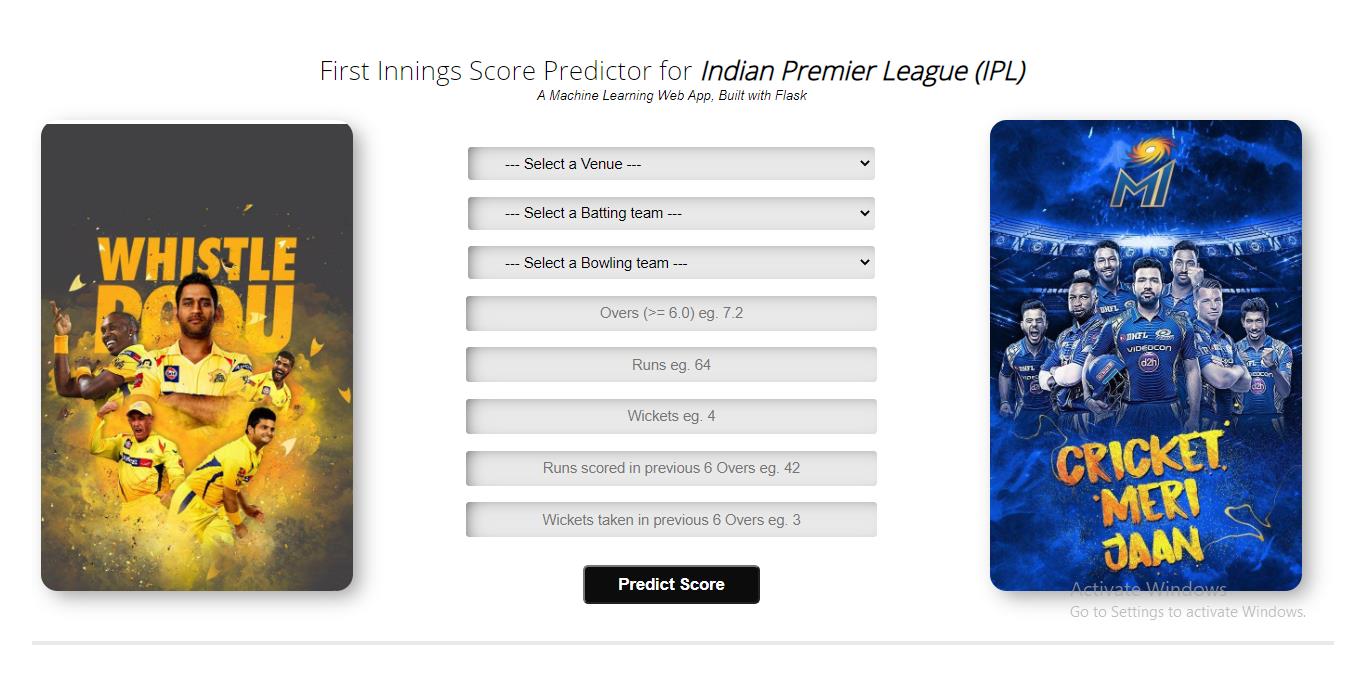 First Innings Score Predictor for Indian Premier League (IPL)
A Machine Learning Web App, Built with Flask
WHISTLE
PODU
--- Select a Venue ---
--- Select a Batting team ---
--- Select a Bowling team ---
Overs (>= 6.0) eg. 7.2
Runs eg. 64
Wickets eg. 4
Runs scored in previous 6 Overs eg. 42
Wickets taken in previous 6 Overs eg. 3
Predict Score
MI
DHFL
VIDEOCON
d2h
CRICKET
MERI
JAAN
Activate Windows
Go to Settings to activate Windows.